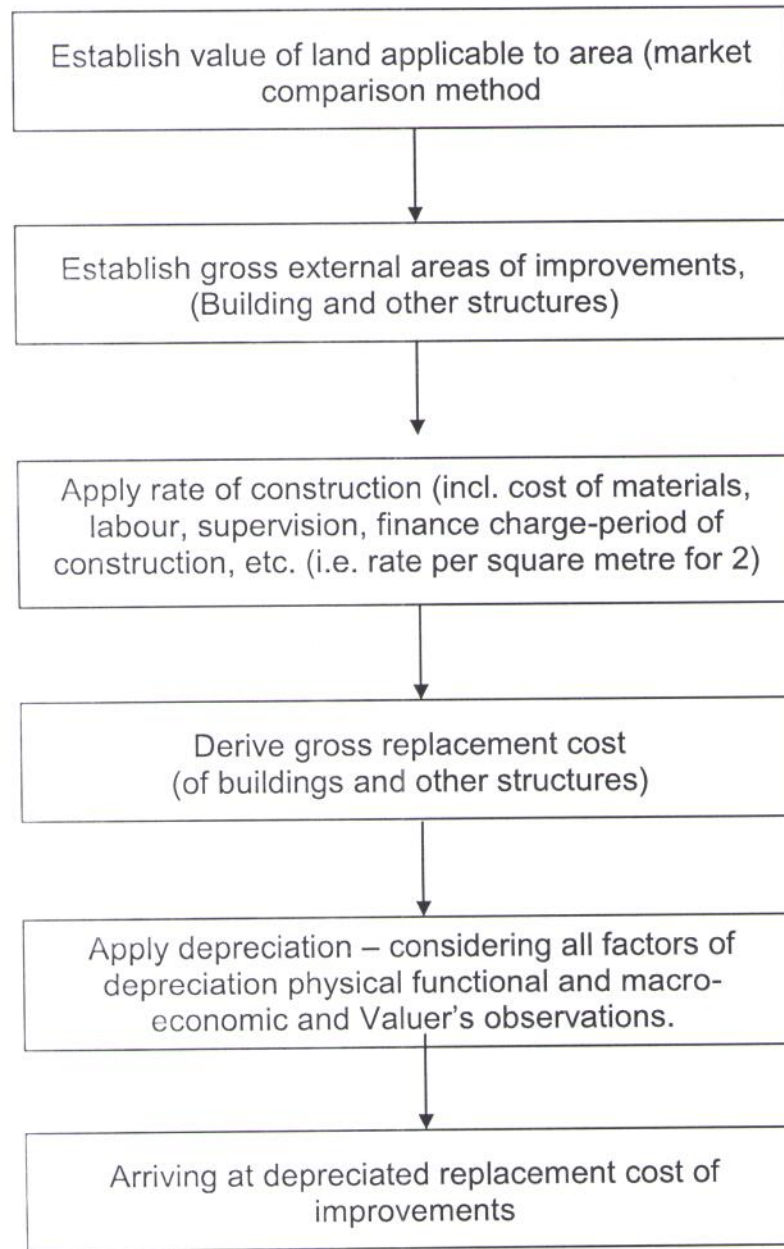 Establish value of land applicable to area (market
comparison method
Establish gross external areas of improvements,
(Building and other structures)
Apply rate of construction (incl. cost of materials,
labour, supervision, finance charge-period of
construction, etc. (i.e. rate per square metre for 2)
Derive gross replacement cost
(of buildings and other structures)
Apply depreciation – considering all factors of
depreciation physical functional and macro-
economic and Valuer's observations.
Arriving at depreciated replacement cost of
improvements